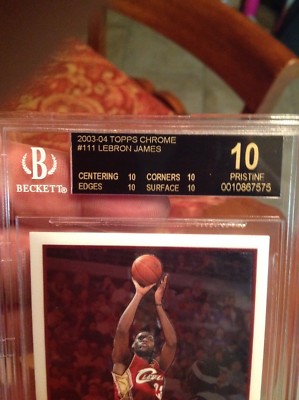 2003-04 TOPPS CHROME
#111 LEBRON JAMES
CENTERING 10 CORNERS 10
EDGES 10 SURFACE 10
10
PRISTINE
0010867575
B
BECKETT®
Cavs